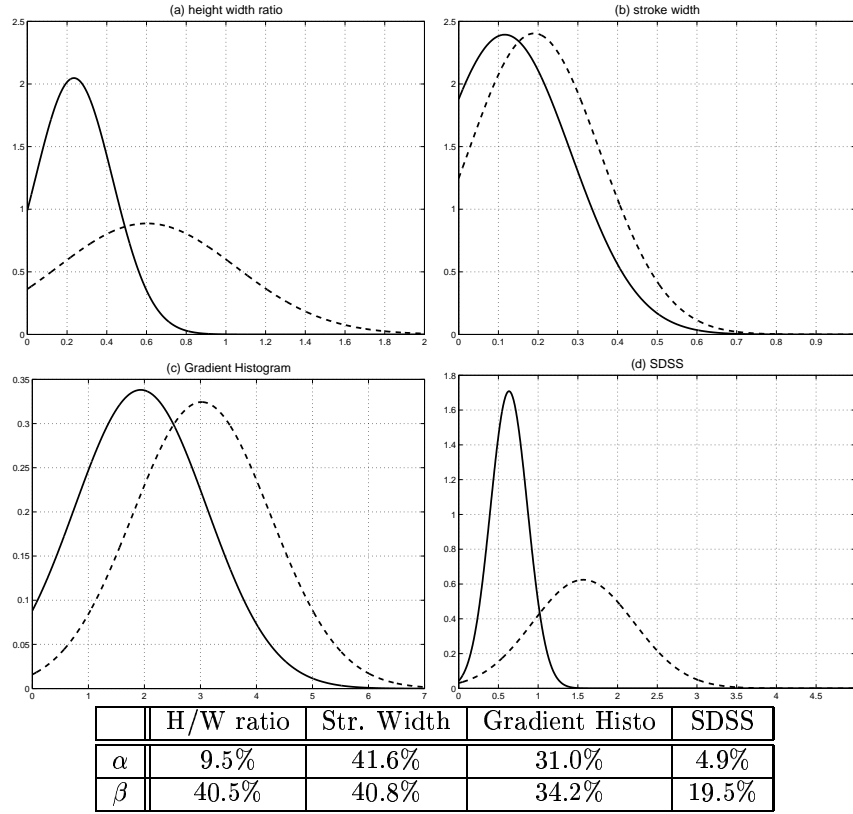 (a) height width ratio
2.5
2
1.5
1
0.5
0
0 0.2 0.4 0.6 0.8 1 1.2 1.4 1.6 1.8 2
(b) stroke width
2.5
2
1.5
1
0.5
0
0 0.1 0.2 0.3 0.4 0.5 0.6 0.7 0.8 0.9
(c) Gradient Histogram
0.35
0.3
0.25
0.2
0.15
0.1
0.05
0
0 1 2 3 4 5 6 7
(d) SDSS
1.8
1.6
1.4
1.2
1
0.8
0.6
0.4
0.2
0
0 0.5 1 1.5 2 2.5 3 3.5 4 4.5
H/W ratio Str. Width Gradient Histo SDSS
α 9.5% 41.6% 31.0% 4.9%
β 40.5% 40.8% 34.2% 19.5%